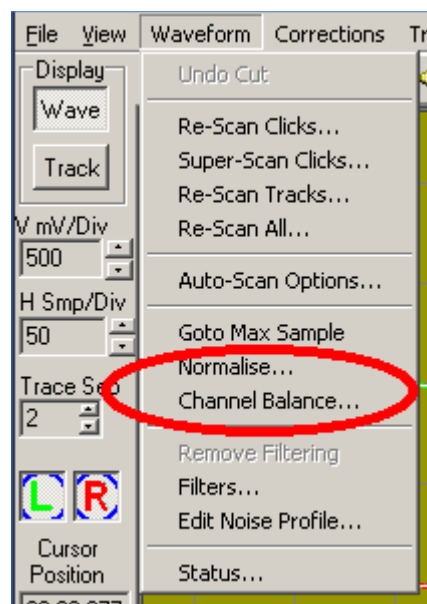 File View Waveform Corrections
Display
Wave
Track
V mV/Div
500
H Smp/Div
50
Trace Sep
2
L R
Cursor
Position
Undo Cut
Re-Scan Clicks...
Super-Scan Clicks...
Re-Scan Tracks...
Re-Scan All...
Auto-Scan Options...
Goto Max Sample
Normalise...
Channel Balance...
Remove Filtering
Filters...
Edit Noise Profile...
Status...